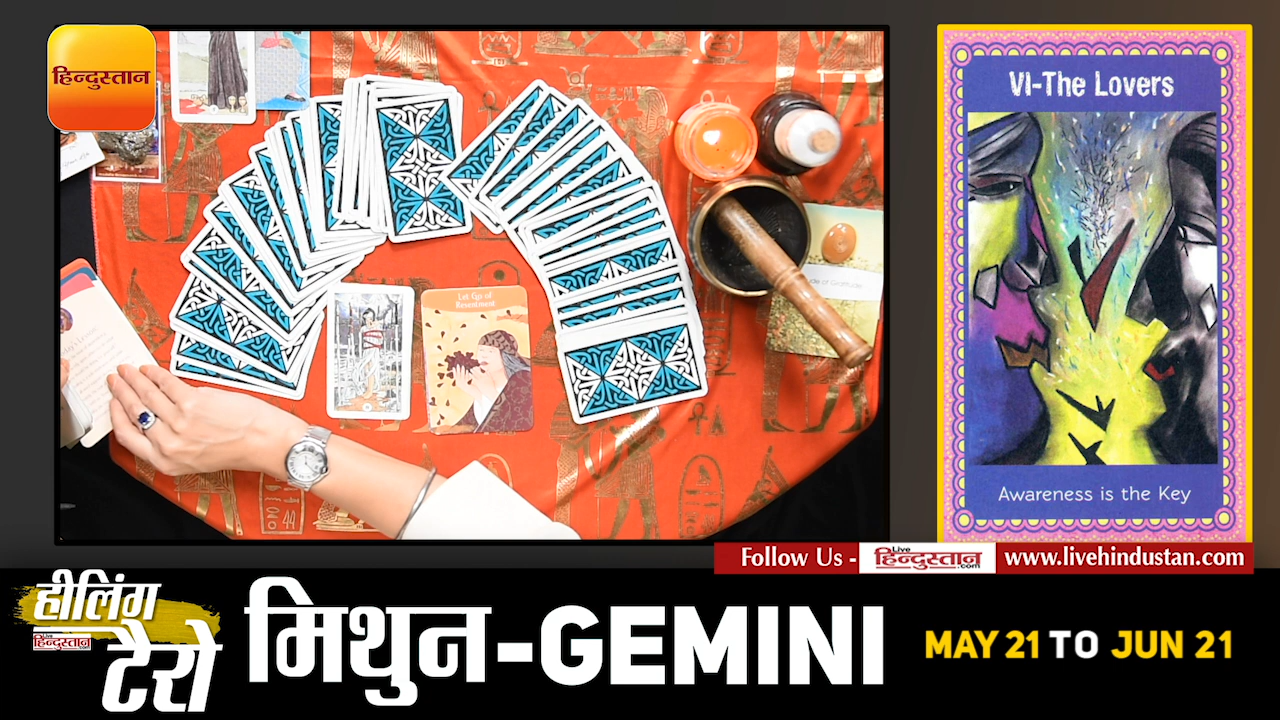 हिन्दुस्तान
VI-The Lovers
Let Go of
Resentment
Awareness is the Key
Follow Us -
Live
हिन्दुस्तान
.com
www.livehindustan.com
हीलिंग
Live
हिन्दुस्तान
.com
टैरो
मिथुन-GEMINI
MAY 21 TO JUN 21